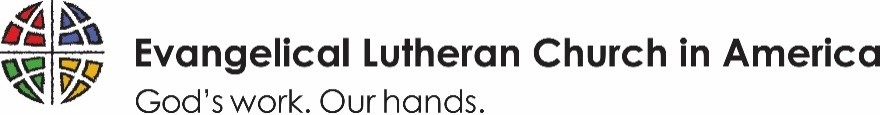 Evangelical Lutheran Church in America
God's work. Our hands.